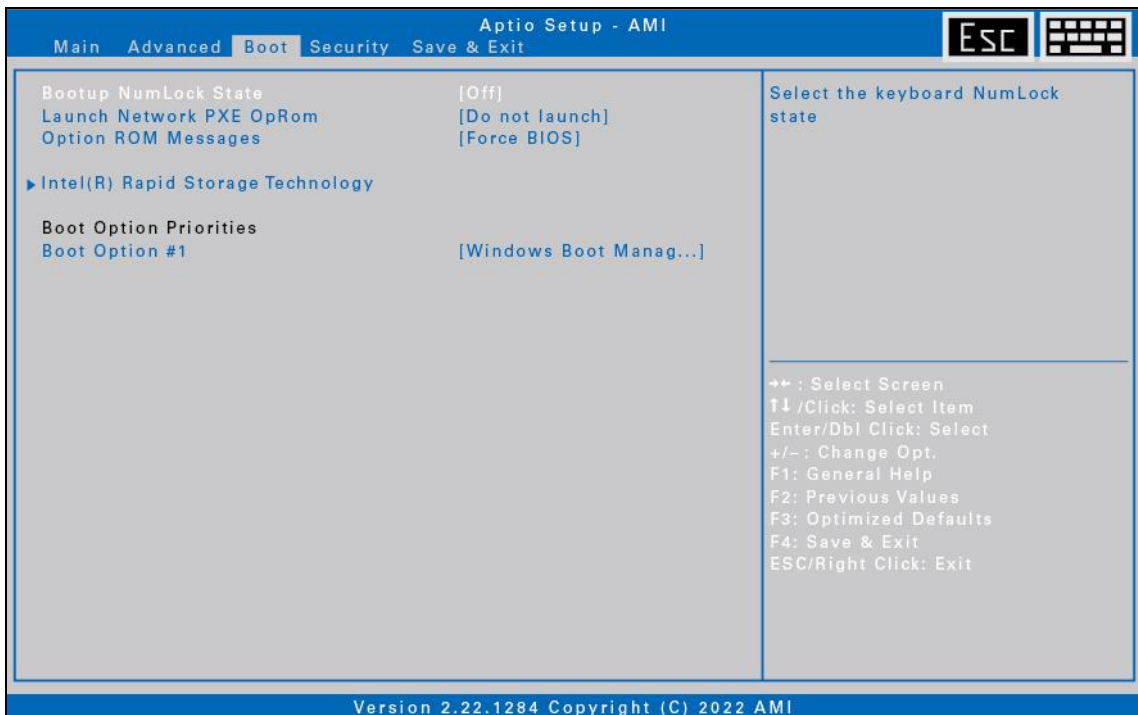 Aptio Setup - AMI
Main Advanced Boot Security Save & Exit
Esc
Bootup NumLock State [Off]
Launch Network PXE OpRom [Do not launch]
Option ROM Messages [Force BIOS]
Intel(R) Rapid Storage Technology
Boot Option Priorities
Boot Option #1 [Windows Boot Manag...]
Select the keyboard NumLock
state
→←: Select Screen
↑↓/Click: Select Item
Enter/Dbl Click: Select
+/-: Change Opt.
F1: General Help
F2: Previous Values
F3: Optimized Defaults
F4: Save & Exit
ESC/Right Click: Exit
Version 2.22.1284 Copyright (C) 2022 AMI